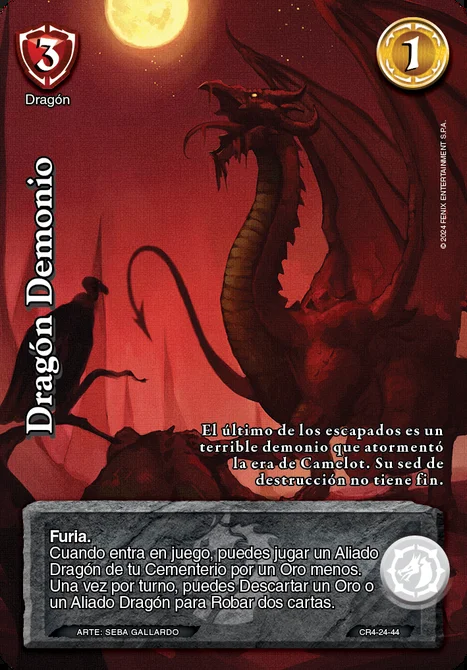 3
1
Dragón
© 2024 FENIX ENTERTAINMENT S.P.A.
Dragón Demonio
El último de los escapados es un
terrible demonio que atormentó
la era de Camelot. Su sed de
destrucción no tiene fin.
Furia.
Cuando entra en juego, puedes jugar un Aliado
Dragón de tu Cementerio por un Oro menos.
Una vez por turno, puedes Descartar un Oro o
un Aliado Dragón para Robar dos cartas.
ARTE: SEBA GALLARDO
CR4-24-44